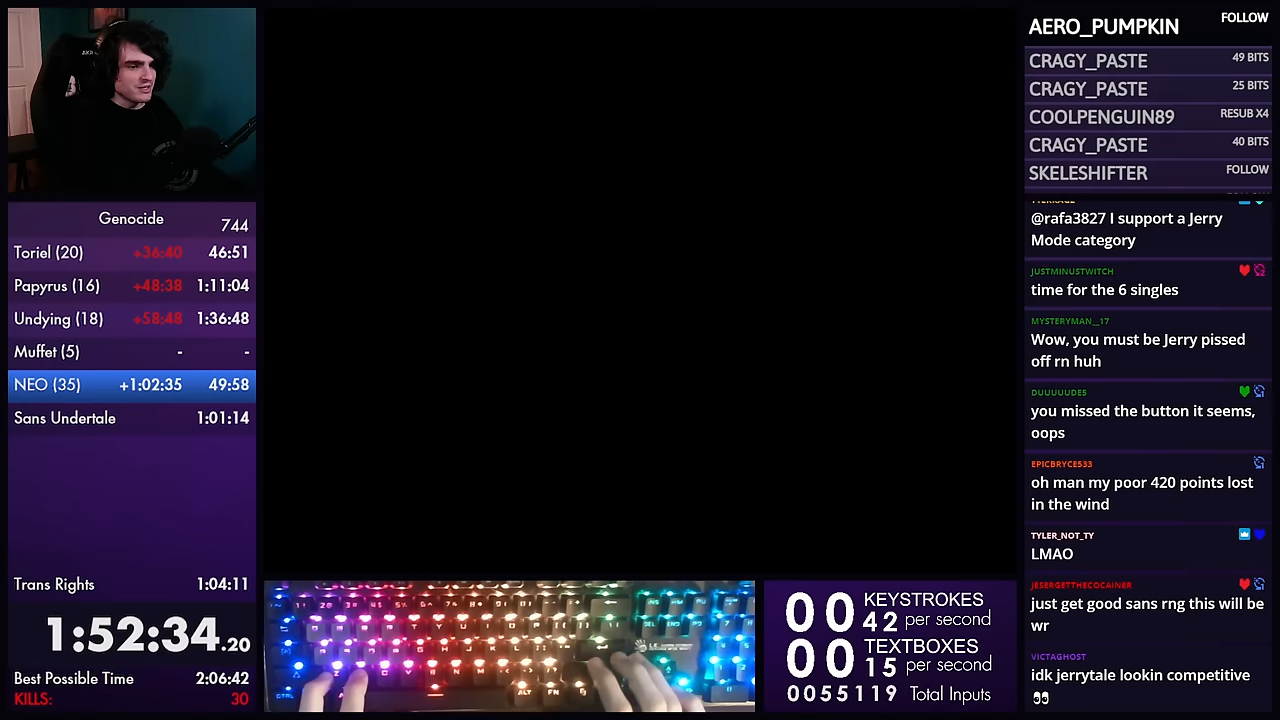 Genocide
744
Toriel (20) +36:40 46:51
Papyrus (16) +48:38 1:11:04
Undying (18) +58:48 1:36:48
Muffet (5) - -
NEO (35) +1:02:35 49:58
Sans Undertale 1:01:14
Trans Rights 1:04:11
1:52:34.20
Best Possible Time 2:06:42
KILLS: 30
00 42 KEYSTROKES per second
00 15 TEXTBOXES per second
0055119 Total Inputs
AERO_PUMPKIN FOLLOW
CRAGY_PASTE 49 BITS
CRAGY_PASTE 25 BITS
COOLPENGUIN89 RESUB X4
CRAGY_PASTE 40 BITS
SKELESHIFTER FOLLOW
@rafa3827 I support a Jerry
Mode category
JUSTMINUSTWITCH
time for the 6 singles
MYSTERYMAN__17
Wow, you must be Jerry pissed
off rn huh
DUUUUUDE5
you missed the button it seems,
oops
EPICBRYCE533
oh man my poor 420 points lost
in the wind
TYLER_NOT_TY
LMAO
JESERGETTHECOCAINER
just get good sans rng this will be
wr
VICTAGHOST
idk jerrytale lookin competitive
👀